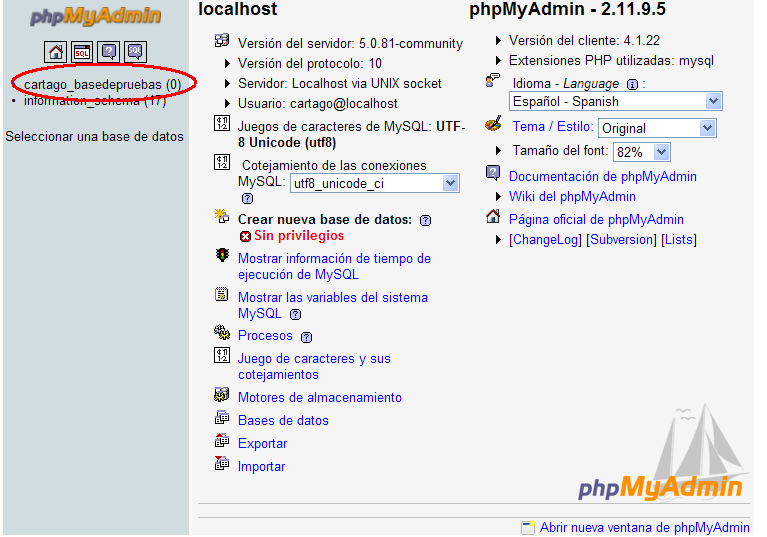 phpMyAdmin
SQL
SQL
cartago_basedepruebas (0)
information_schema (17)
Seleccionar una base de datos
localhost
Versión del servidor: 5.0.81-community
Versión del protocolo: 10
Servidor: Localhost via UNIX socket
Usuario: cartago@localhost
Juegos de caracteres de MySQL: UTF-
8 Unicode (utf8)
Cotejamiento de las conexiones
MySQL: utf8_unicode_ci
Crear nueva base de datos:
Sin privilegios
Mostrar información de tiempo de
ejecución de MySQL
Mostrar las variables del sistema
MySQL
Procesos
Juego de caracteres y sus
cotejamientos
Motores de almacenamiento
Bases de datos
Exportar
Importar
phpMyAdmin - 2.11.9.5
Versión del cliente: 4.1.22
Extensiones PHP utilizadas: mysql
Idioma - Language :
Español - Spanish
Tema / Estilo: Original
Tamaño del font: 82%
Documentación de phpMyAdmin
Wiki del phpMyAdmin
Página oficial de phpMyAdmin
[ChangeLog] [Subversion] [Lists]
phpMyAdmin
Abrir nueva ventana de phpMyAdmin